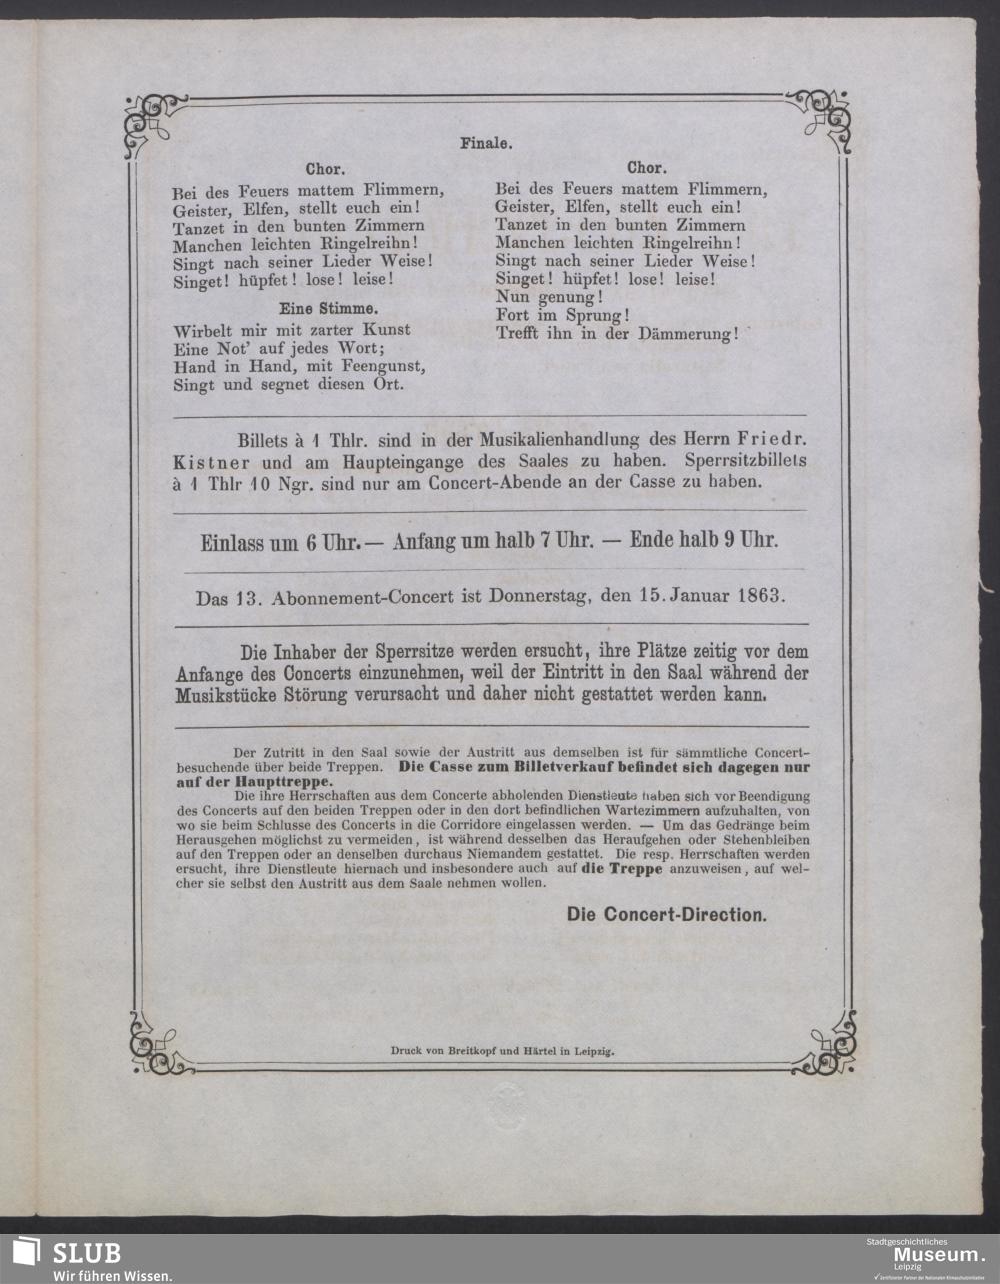 Finale.
Chor.
Bei des Feuers mattem Flimmern,
Geister, Elfen, stellt euch ein!
Tanzet in den bunten Zimmern
Manchen leichten Ringelreihn!
Singt nach seiner Lieder Weise!
Singet! hüpfet! lose! leise!
Eine Stimme.
Wirbelt mir mit zarter Kunst
Eine Not' auf jedes Wort;
Hand in Hand, mit Feengunst,
Singt und segnet diesen Ort.
Chor.
Bei des Feuers mattem Flimmern,
Geister, Elfen, stellt euch ein!
Tanzet in den bunten Zimmern
Manchen leichten Ringelreihn!
Singt nach seiner Lieder Weise!
Singet! hüpfet! lose! leise!
Nun genung!
Fort im Sprung!
Trefft ihn in der Dämmerung!
Billets à 1 Thlr. sind in der Musikalienhandlung des Herrn Friedr.
Kistner und am Haupteingange des Saales zu haben. Sperrsitzbillets
à 1 Thlr 10 Ngr. sind nur am Concert-Abende an der Casse zu haben.
Einlass um 6 Uhr. — Anfang um halb 7 Uhr. — Ende halb 9 Uhr.
Das 13. Abonnement-Concert ist Donnerstag, den 15. Januar 1863.
Die Inhaber der Sperrsitze werden ersucht, ihre Plätze zeitig vor dem
Anfange des Concerts einzunehmen, weil der Eintritt in den Saal während der
Musikstücke Störung verursacht und daher nicht gestattet werden kann.
Der Zutritt in den Saal sowie der Austritt aus demselben ist für sämmtliche Concert-
besuchende über beide Treppen. Die Casse zum Billetverkauf befindet sich dagegen nur
auf der Haupttreppe.
Die ihre Herrschaften aus dem Concerte abholenden Dienstleute haben sich vor Beendigung
des Concerts auf den beiden Treppen oder in den dort befindlichen Wartezimmern aufzuhalten, von
wo sie beim Schlusse des Concerts in die Corridore eingelassen werden. — Um das Gedränge beim
Herausgehen möglichst zu vermeiden, ist während desselben das Heraufgehen oder Stehenbleiben
auf den Treppen oder an denselben durchaus Niemandem gestattet. Die resp. Herrschaften werden
ersucht, ihre Dienstleute hiernach und insbesondere auch auf die Treppe anzuweisen, auf wel-
cher sie selbst den Austritt aus dem Saale nehmen wollen.
Die Concert-Direction.
Druck von Breitkopf und Härtel in Leipzig.
SLUB
Wir führen Wissen.
Stadtgeschichtliches
Museum.
Leipzig
Zertifizierter Partner der Nationalen Klimaschutzinitiative